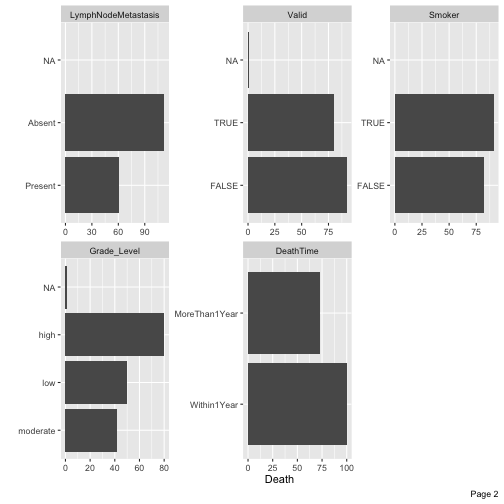 LymphNodeMetastasis
NA
Absent
Present
0 30 60 90
Valid
NA
TRUE
FALSE
0 25 50 75
Smoker
NA
TRUE
FALSE
0 25 50 75
Grade_Level
NA
high
low
moderate
0 20 40 60 80
DeathTime
MoreThan1Year
Within1Year
0 25 50 75 100
Death
Page 2